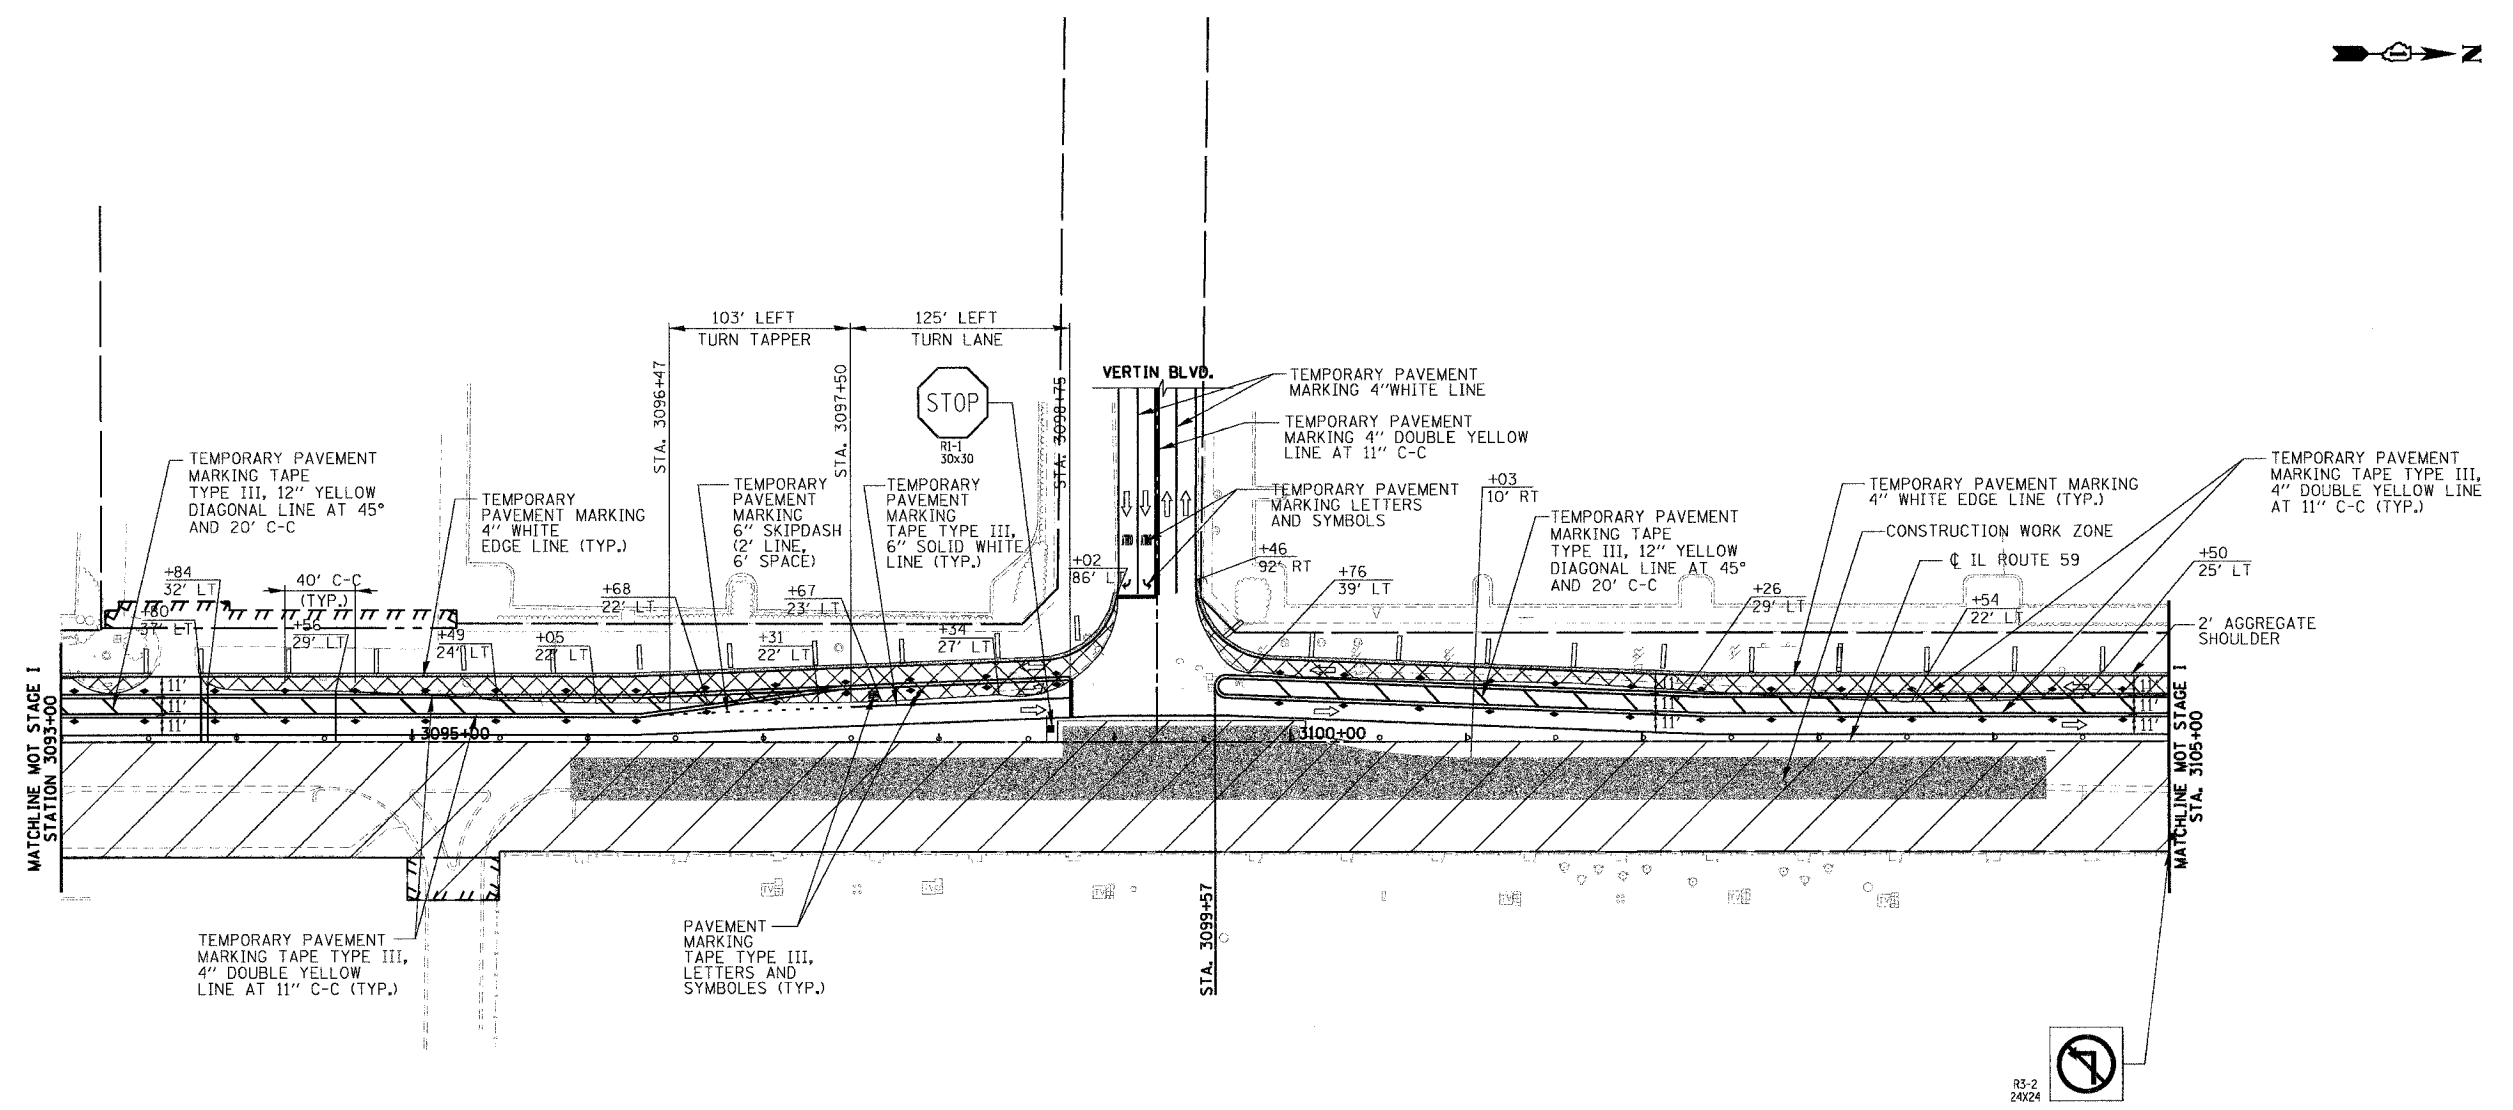 N
103' LEFT
TURN TAPPER
125' LEFT
TURN LANE
STA. 3096+47
STA. 3097+50
STA. 3098+75
STOP
R1-1
30x30
VERTIN BLVD.
TEMPORARY PAVEMENT
MARKING 4"WHITE LINE
TEMPORARY PAVEMENT
MARKING 4" DOUBLE YELLOW
LINE AT 11" C-C
TEMPORARY PAVEMENT
MARKING LETTERS
AND SYMBOLS
TEMPORARY PAVEMENT
MARKING TAPE
TYPE III, 12" YELLOW
DIAGONAL LINE AT 45°
AND 20' C-C
TEMPORARY
PAVEMENT MARKING
4" WHITE
EDGE LINE (TYP.)
TEMPORARY
PAVEMENT
MARKING
6" SKIPDASH
(2' LINE,
6' SPACE)
TEMPORARY
PAVEMENT
MARKING
TAPE TYPE III,
6" SOLID WHITE
LINE (TYP.)
+03
10' RT
TEMPORARY PAVEMENT
MARKING TAPE
TYPE III, 12" YELLOW
DIAGONAL LINE AT 45°
AND 20' C-C
TEMPORARY PAVEMENT MARKING
4" WHITE EDGE LINE (TYP.)
CONSTRUCTION WORK ZONE
℄ IL ROUTE 59
TEMPORARY PAVEMENT
MARKING TAPE TYPE III,
4" DOUBLE YELLOW LINE
AT 11" C-C (TYP.)
+50
25' LT
2' AGGREGATE
SHOULDER
+84
32' LT
+80
37' LT
40' C-C
(TYP.)
+56
29' LT
+49
24' LT
+05
22' LT
+68
22' LT
+31
22' LT
+67
23' LT
+34
27' LT
+02
86' LT
+46
92' RT
+76
39' LT
+26
29' LT
+54
22' LT
11'
11'
11'
11'
11'
11'
11'
11'
3095+00
3100+00
MATCHLINE MOT STAGE I
STATION 3093+00
MATCHLINE MOT STAGE I
STA. 3105+00
STA. 3099+57
TEMPORARY PAVEMENT
MARKING TAPE TYPE III,
4" DOUBLE YELLOW
LINE AT 11" C-C (TYP.)
PAVEMENT
MARKING
TAPE TYPE III,
LETTERS AND
SYMBOLES (TYP.)
R3-2
24X24